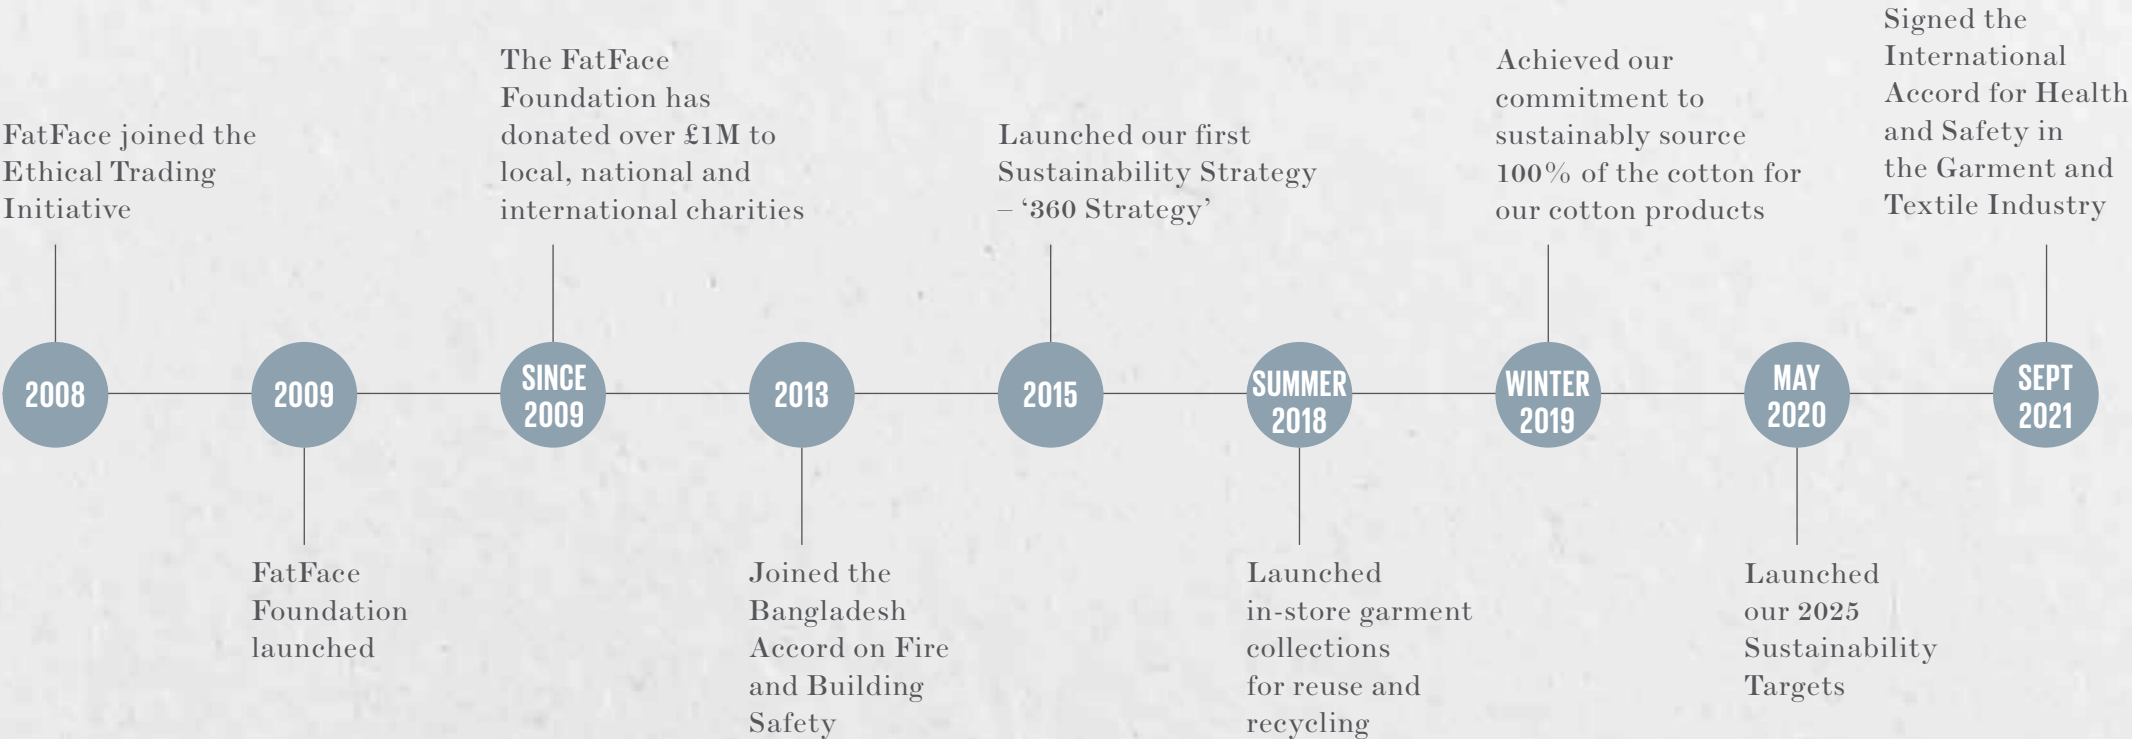 FatFace joined the
Ethical Trading
Initiative
2008
2009
FatFace
Foundation
launched
The FatFace
Foundation has
donated over £1M to
local, national and
international charities
SINCE
2009
2013
Joined the
Bangladesh
Accord on Fire
and Building
Safety
Launched our first
Sustainability Strategy
– ‘360 Strategy’
2015
SUMMER
2018
Launched
in-store garment
collections
for reuse and
recycling
Achieved our
commitment to
sustainably source
100% of the cotton for
our cotton products
WINTER
2019
MAY
2020
Launched
our 2025
Sustainability
Targets
Signed the
International
Accord for Health
and Safety in
the Garment and
Textile Industry
SEPT
2021